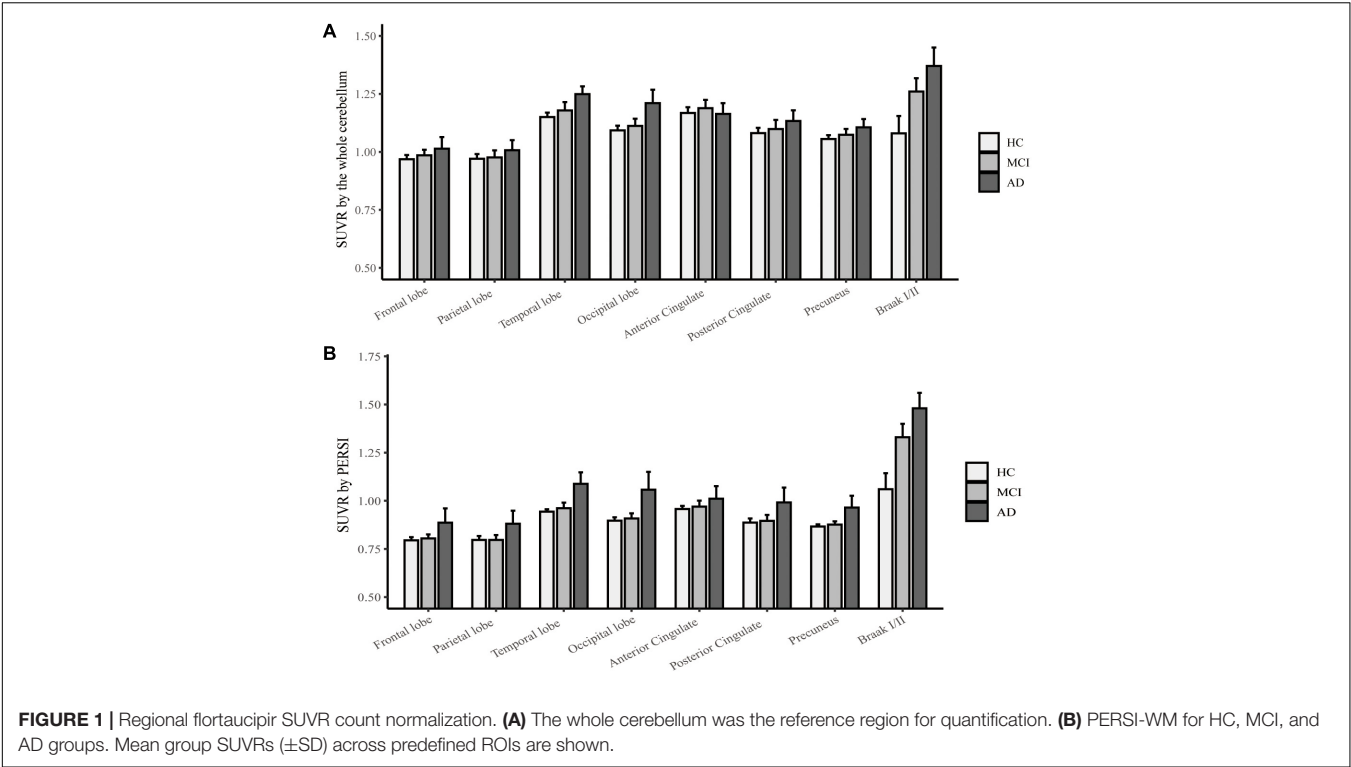 A
SUVR by the whole cerebellum
1.50
1.25
1.00
0.75
0.50
Frontal lobe
Parietal lobe
Temporal lobe
Occipital lobe
Anterior Cingulate
Posterior Cingulate
Precuneus
Braak I/II
HC
MCI
AD
B
SUVR by PERSI
1.75
1.50
1.25
1.00
0.75
0.50
Frontal lobe
Parietal lobe
Temporal lobe
Occipital lobe
Anterior Cingulate
Posterior Cingulate
Precuneus
Braak I/II
HC
MCI
AD
FIGURE 1 | Regional flortaucipir SUVR count normalization. (A) The whole cerebellum was the reference region for quantification. (B) PERSI-WM for HC, MCI, and
AD groups. Mean group SUVRs (±SD) across predefined ROIs are shown.